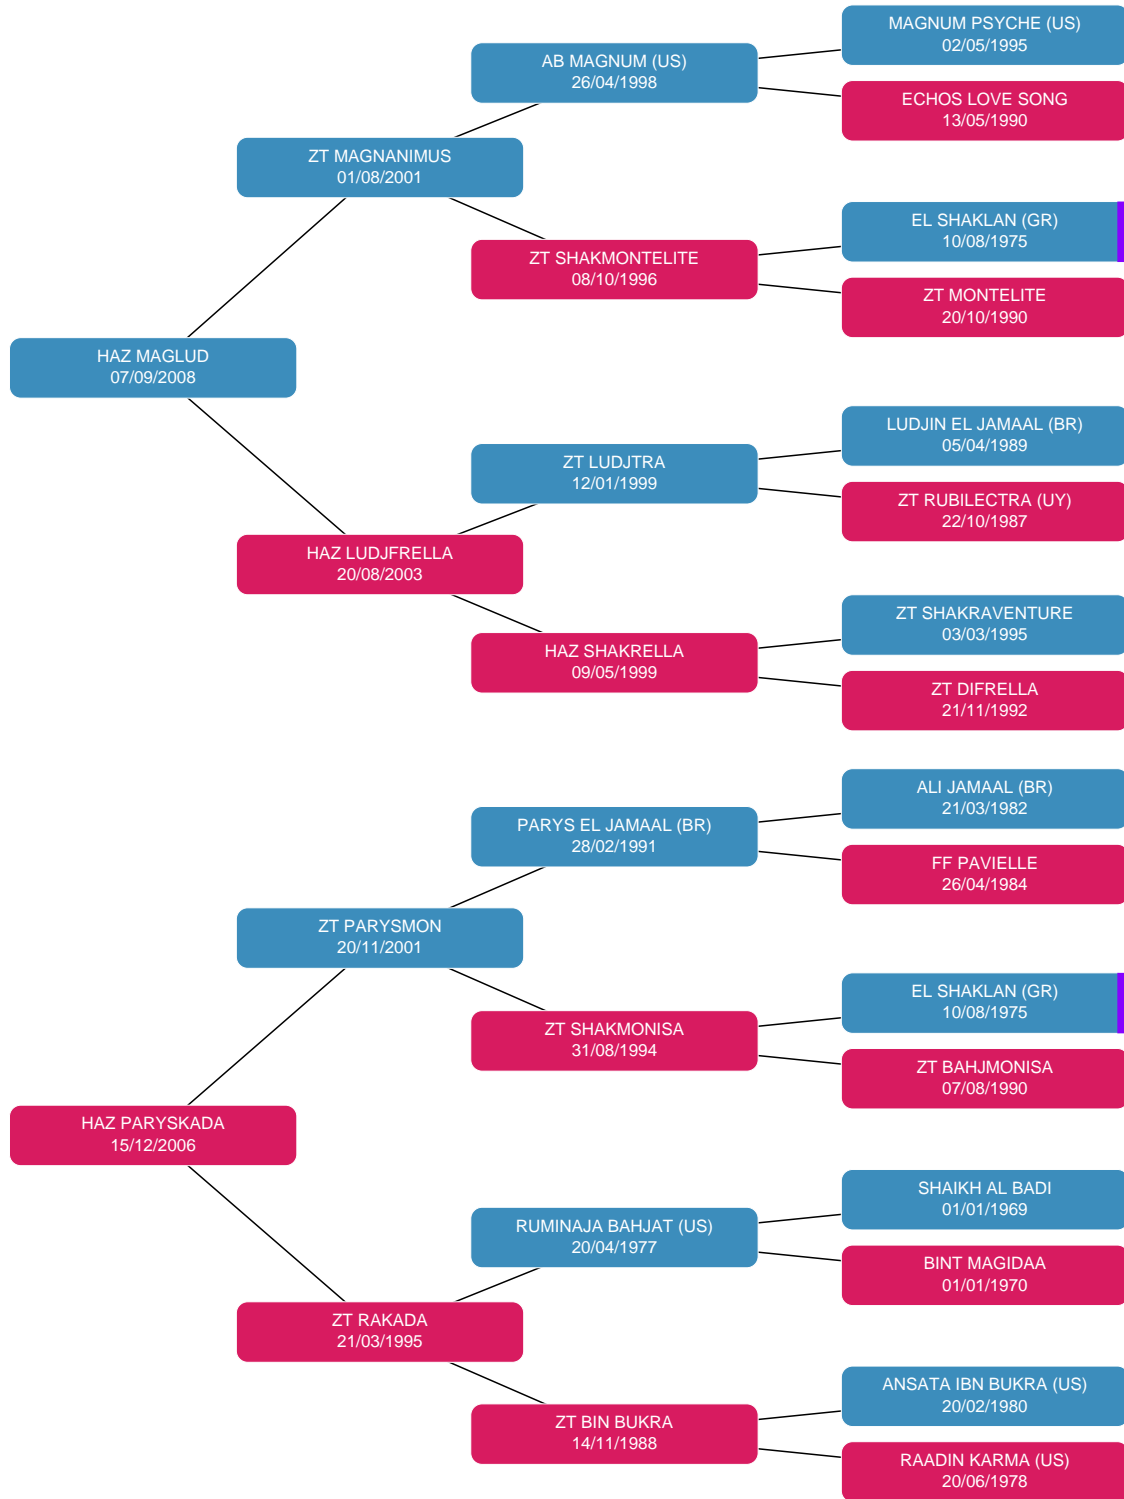 MAGNUM PSYCHE (US)
02/05/1995
AB MAGNUM (US)
26/04/1998
ECHOS LOVE SONG
13/05/1990
ZT MAGNANIMUS
01/08/2001
EL SHAKLAN (GR)
10/08/1975
ZT SHAKMONTELITE
08/10/1996
ZT MONTELITE
20/10/1990
HAZ MAGLUD
07/09/2008
LUDJIN EL JAMAAL (BR)
05/04/1989
ZT LUDJTRA
12/01/1999
ZT RUBILECTRA (UY)
22/10/1987
HAZ LUDJFRELLA
20/08/2003
ZT SHAKRAVENTURE
03/03/1995
HAZ SHAKRELLA
09/05/1999
ZT DIFRELLA
21/11/1992
ALI JAMAAL (BR)
21/03/1982
PARYS EL JAMAAL (BR)
28/02/1991
FF PAVIELLE
26/04/1984
ZT PARYSMON
20/11/2001
EL SHAKLAN (GR)
10/08/1975
ZT SHAKMONISA
31/08/1994
ZT BAHJMONISA
07/08/1990
HAZ PARYSKADA
15/12/2006
SHAIKH AL BADI
01/01/1969
RUMINAJA BAHJAT (US)
20/04/1977
BINT MAGIDAA
01/01/1970
ZT RAKADA
21/03/1995
ANSATA IBN BUKRA (US)
20/02/1980
ZT BIN BUKRA
14/11/1988
RAADIN KARMA (US)
20/06/1978